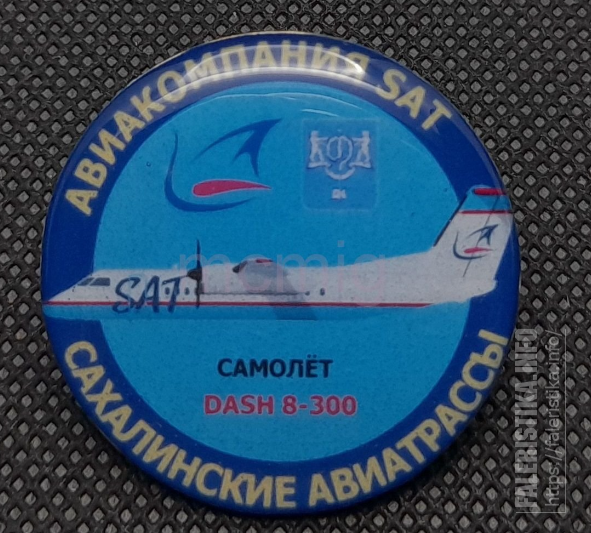 АВИАКОМПАНИЯ SAT
SAT
САМОЛЁТ
DASH 8-300
САХАЛИНСКИЕ АВИАТРАССЫ
FALERISTIKA.INFO
https://faleristika.info/